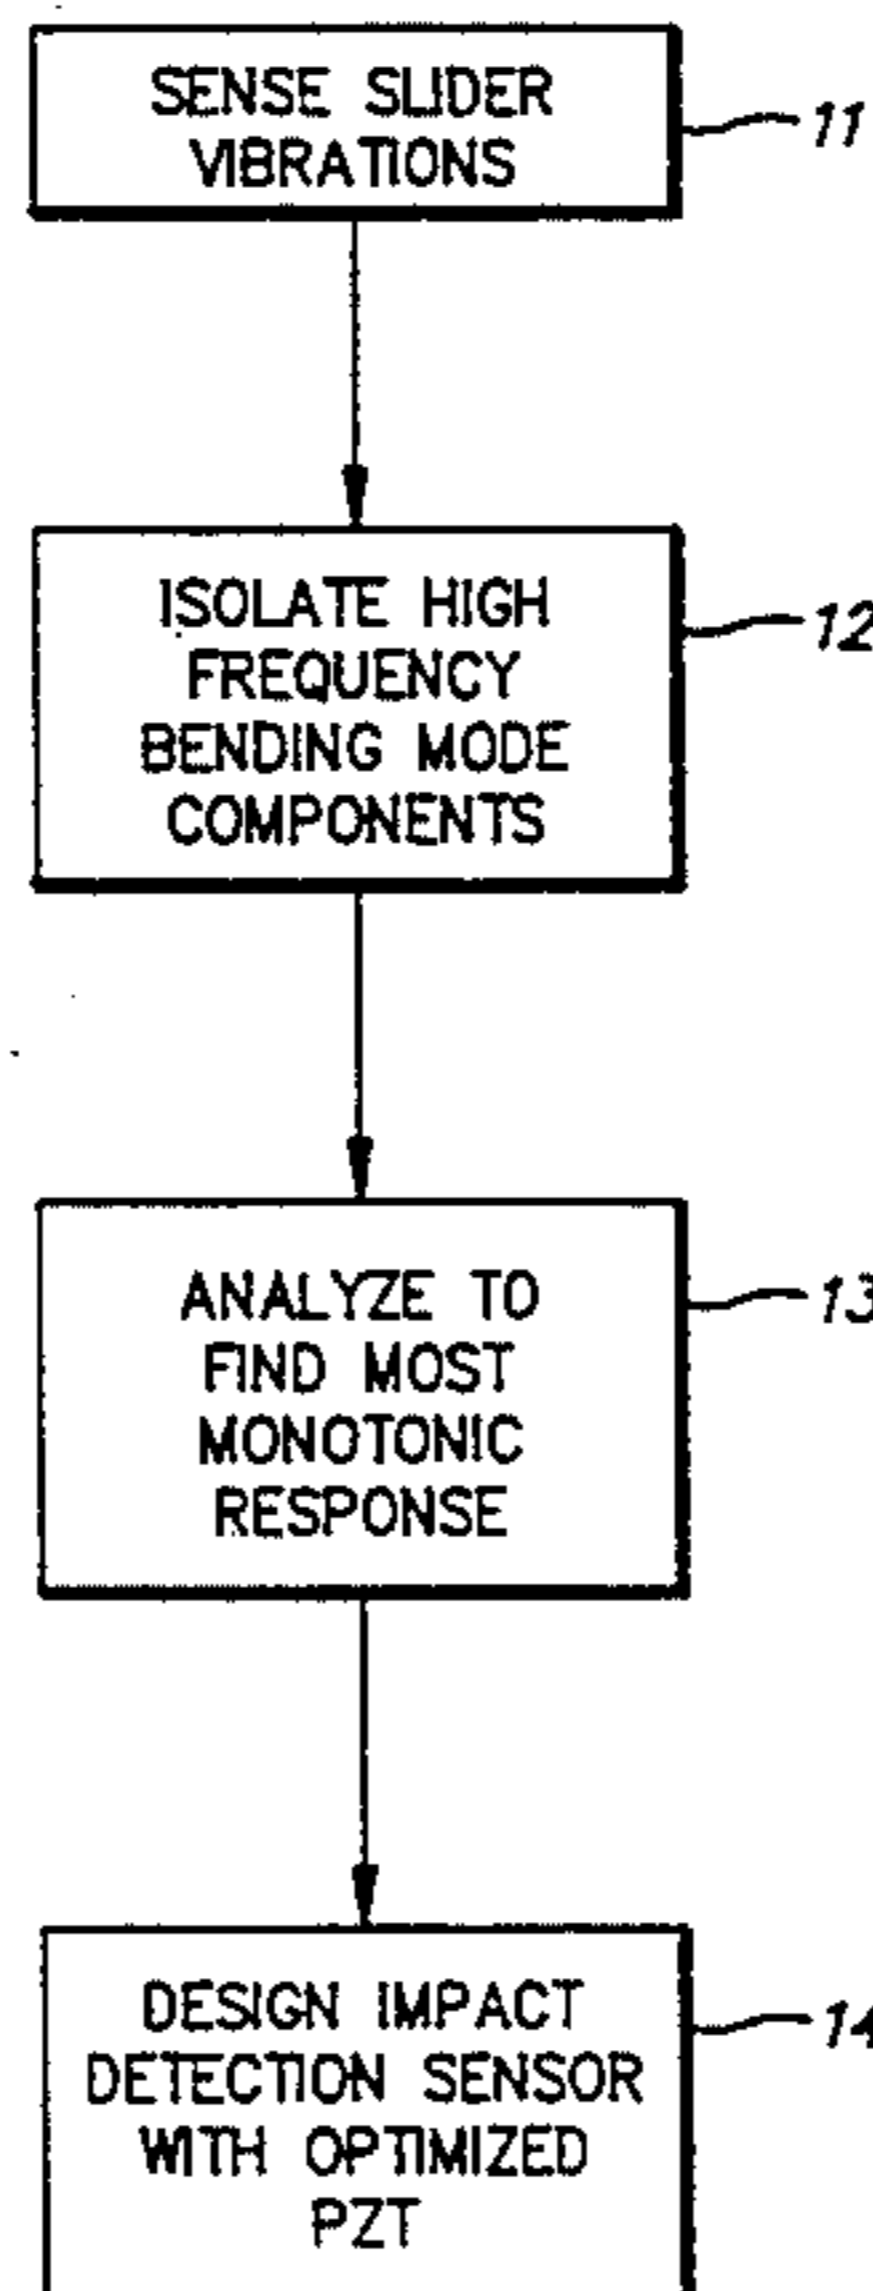 SENSE SLIDER
VIBRATIONS
11
ISOLATE HIGH
FREQUENCY
BENDING MODE
COMPONENTS
12
ANALYZE TO
FIND MOST
MONOTONIC
RESPONSE
13
DESIGN IMPACT
DETECTION SENSOR
WITH OPTIMIZED
PZT
14